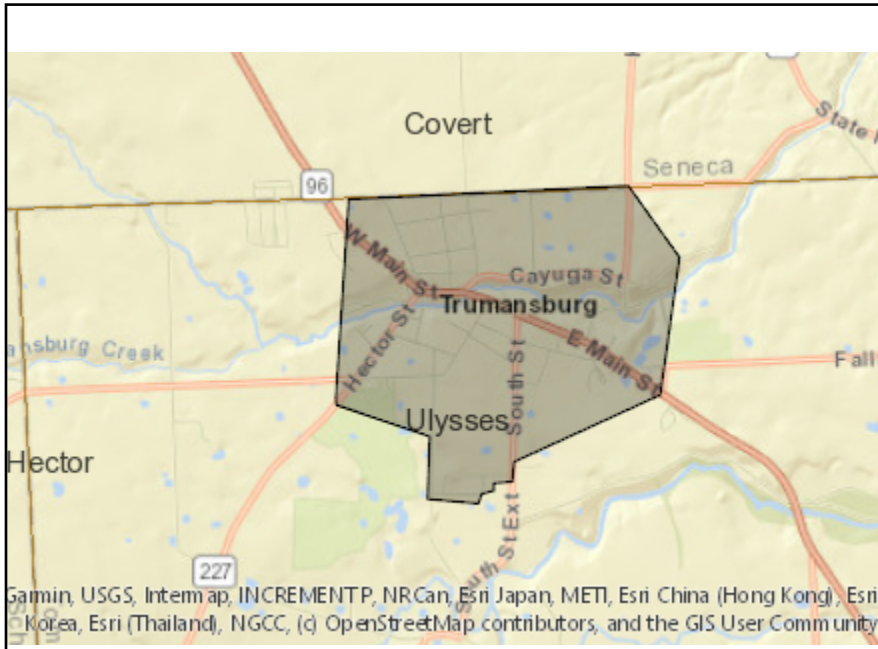 Covert
State
Seneca
96
W Main St
Cayuga St
Trumansburg
E Main St
Hector St
South St
ansburg Creek
Fall
Ulysses
Hector
South St Ext
227
Garmin, USGS, Intermap, INCREMENT P, NRCan, Esri Japan, METI, Esri China (Hong Kong), Esri
Korea, Esri (Thailand), NGCC, (c) OpenStreetMap contributors, and the GIS User Community